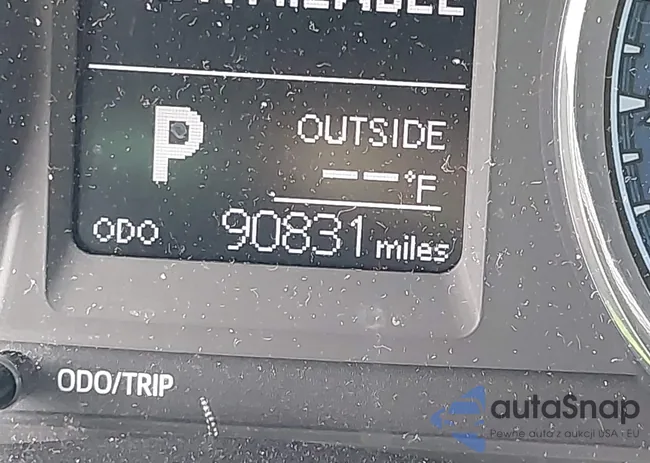 P
OUTSIDE
--°F
ODO 90831 miles
ODO/TRIP
autaSnap
Pewne auta z aukcji USA - EU